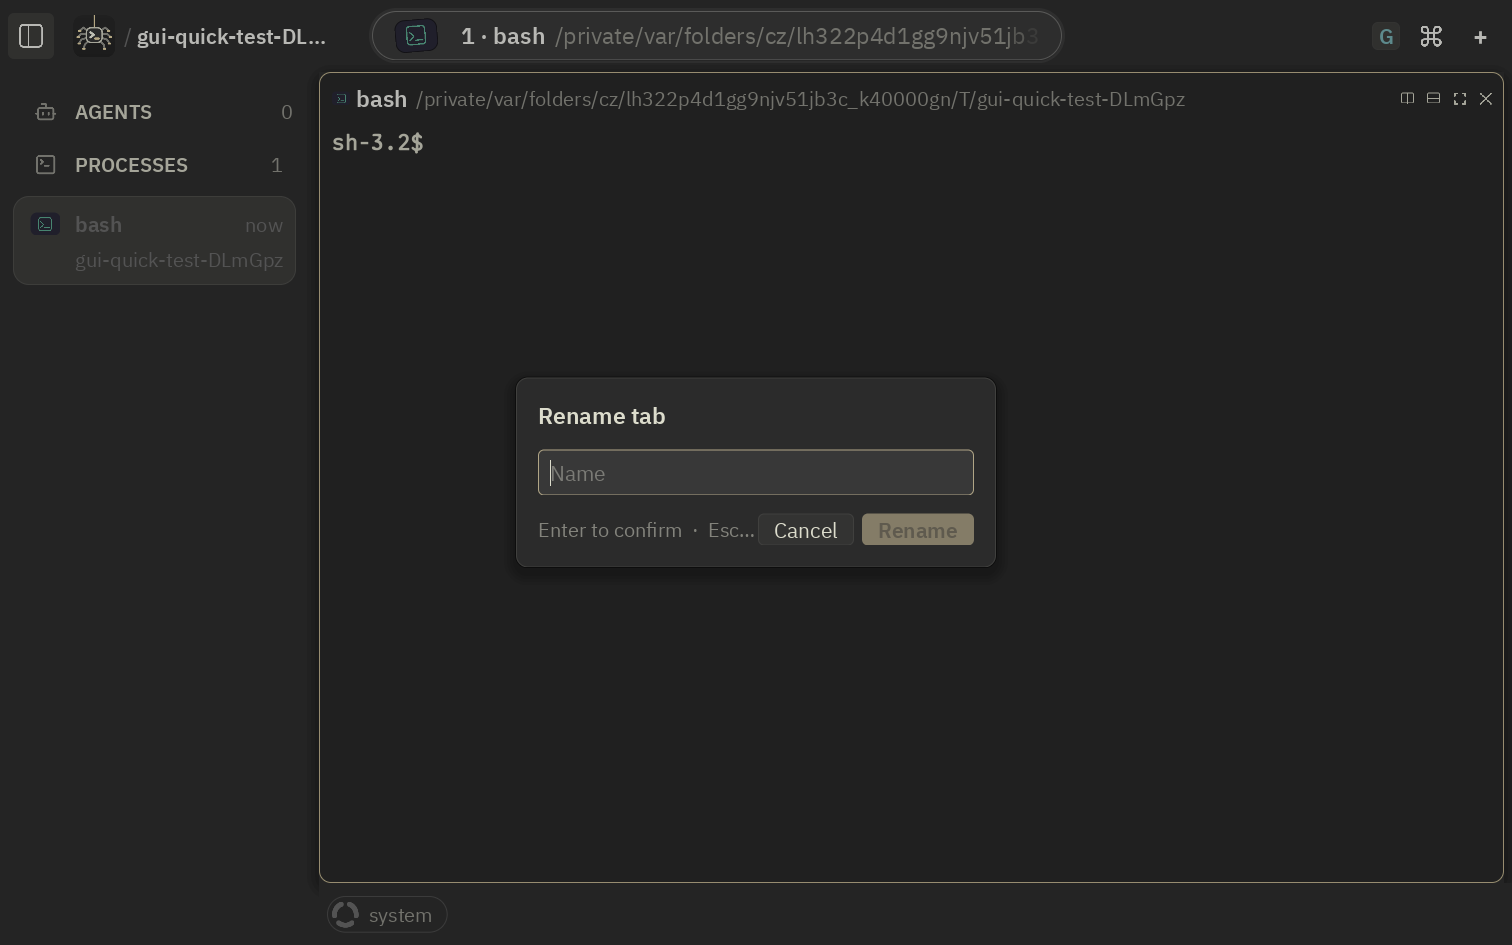 / gui-quick-test-DL...
1 · bash /private/var/folders/cz/lh322p4d1gg9njv51jb3
G ⌘ +
AGENTS 0
PROCESSES 1
bash now
gui-quick-test-DLmGpz
bash /private/var/folders/cz/lh322p4d1gg9njv51jb3c_k40000gn/T/gui-quick-test-DLmGpz
sh-3.2$
Rename tab
Name
Enter to confirm · Esc... Cancel Rename
system